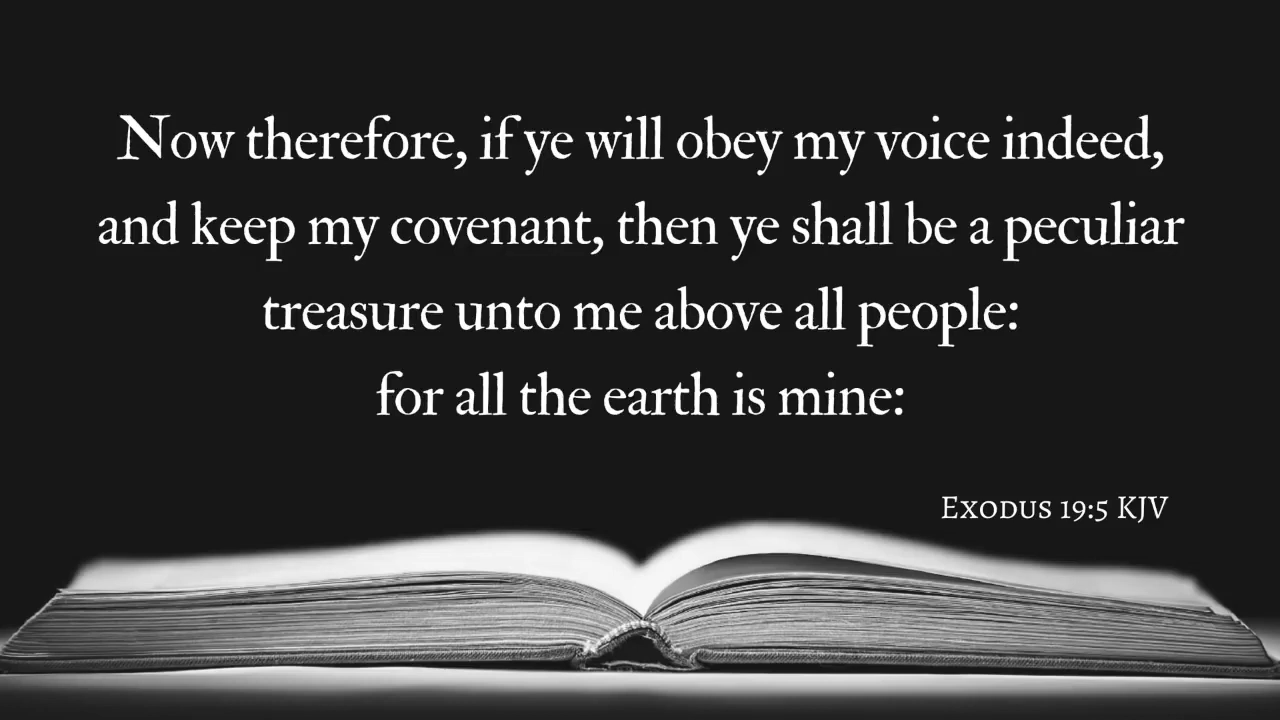 Now therefore, if ye will obey my voice indeed,
and keep my covenant, then ye shall be a peculiar
treasure unto me above all people:
for all the earth is mine:
Exodus 19:5 KJV